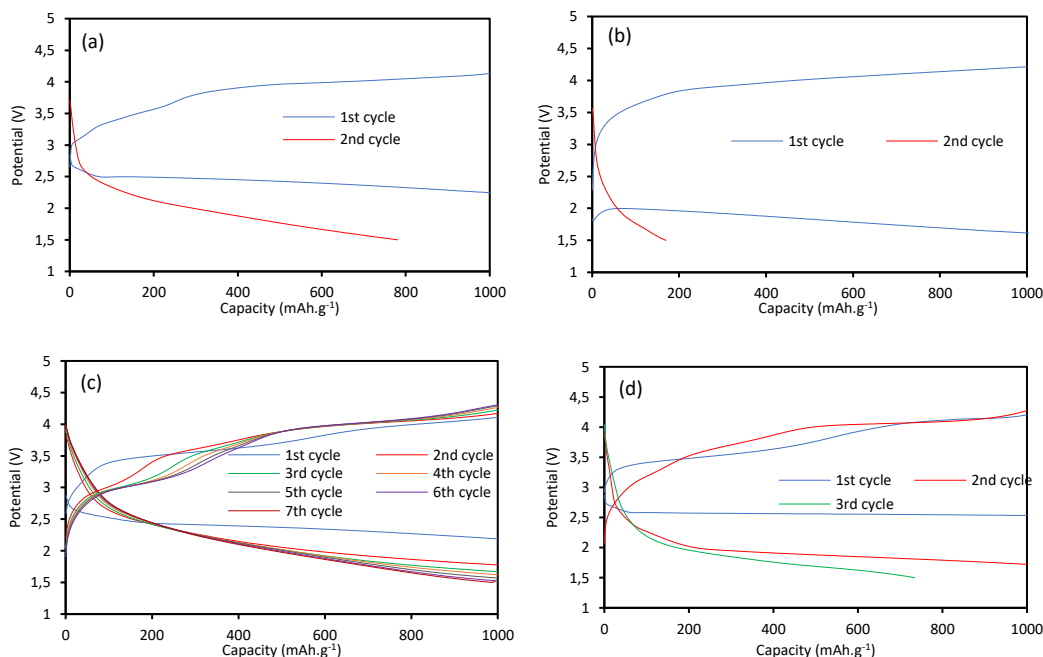 (a)
5
4,5
4
3,5
3
2,5
2
1,5
1
Potential (V)
1st cycle
2nd cycle
0 200 400 600 800 1000
Capacity (mAh.g⁻¹)
(b)
5
4,5
4
3,5
3
2,5
2
1,5
1
Potential (V)
1st cycle 2nd cycle
0 200 400 600 800 1000
Capacity (mAh.g⁻¹)
(c)
5
4,5
4
3,5
3
2,5
2
1,5
1
Potential (V)
1st cycle 2nd cycle
3rd cycle 4th cycle
5th cycle 6th cycle
7th cycle
0 200 400 600 800 1000
Capacity (mAh.g⁻¹)
(d)
5
4,5
4
3,5
3
2,5
2
1,5
1
Potential (V)
1st cycle 2nd cycle
3rd cycle
0 200 400 600 800 1000
Capacity (mAh.g⁻¹)